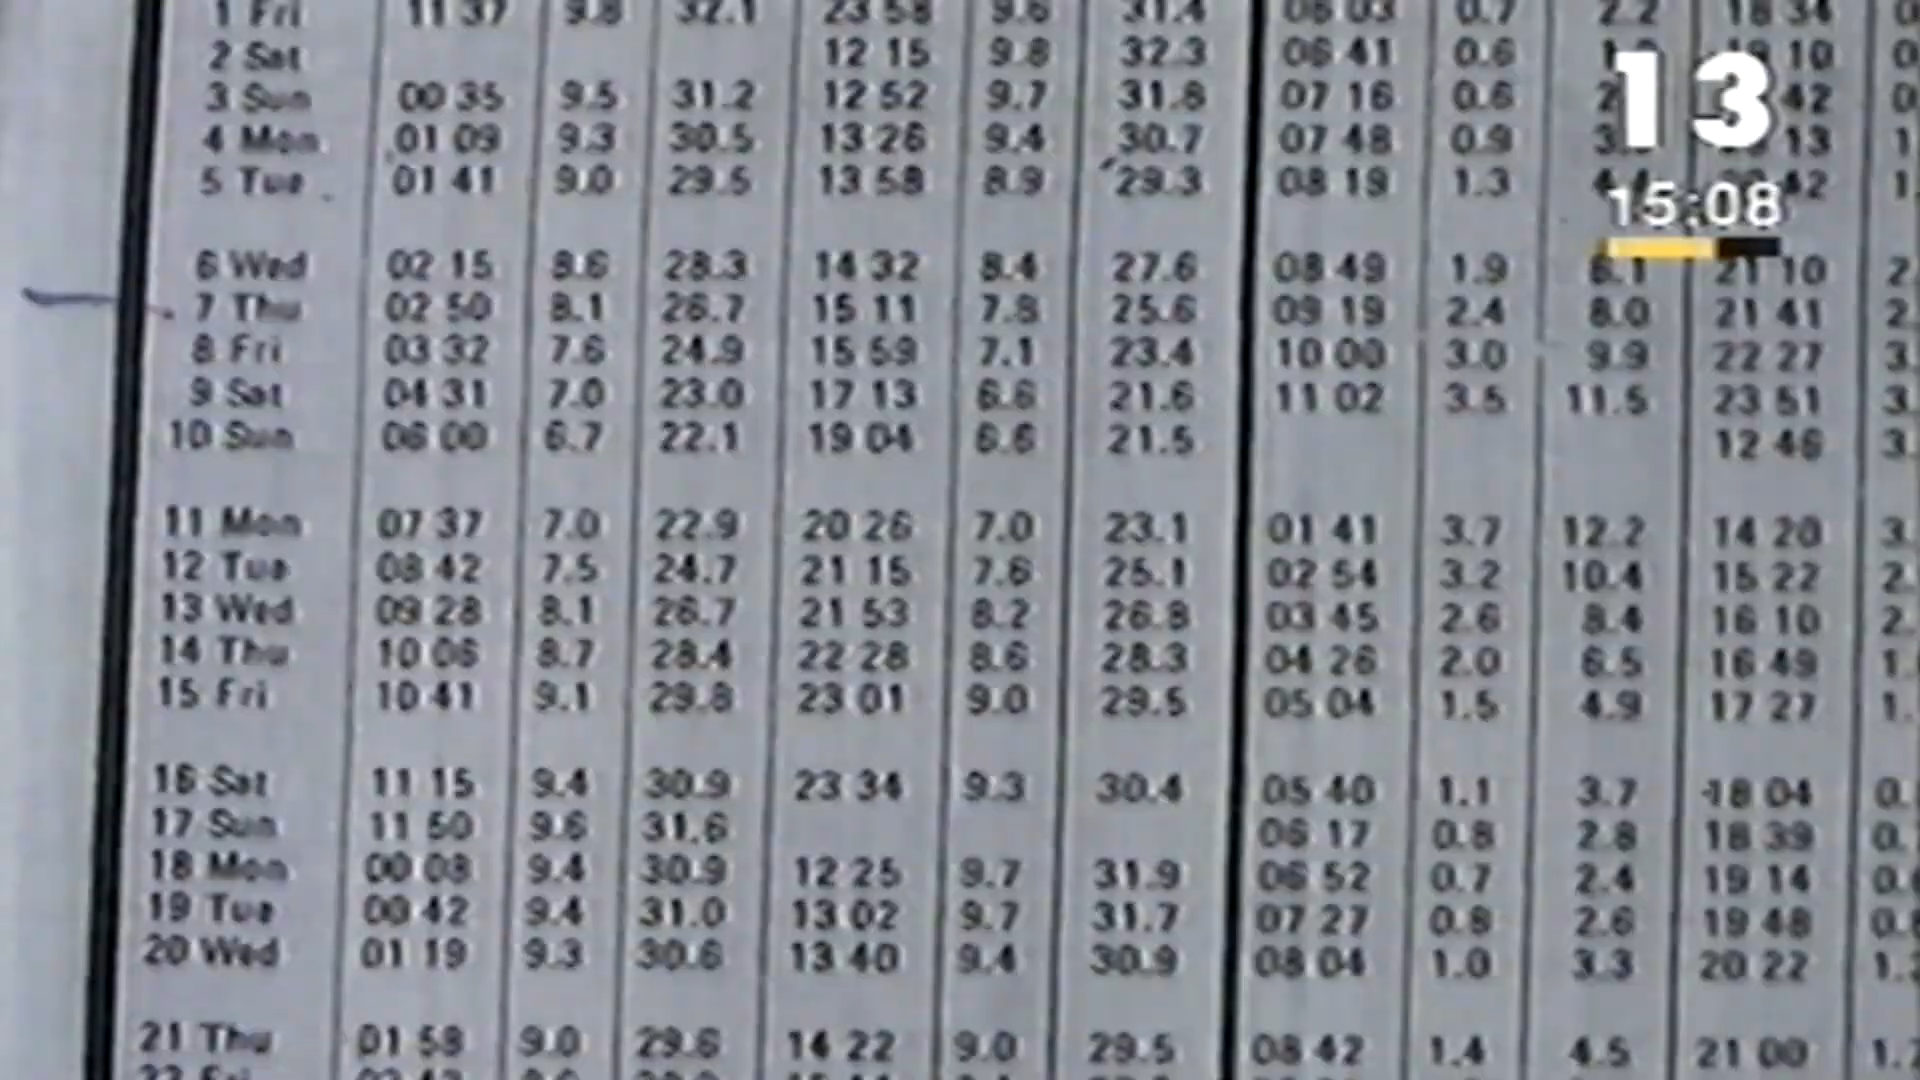 1 Fri 11 37 9.8 32.1 23 58 9.6 31.4 06 03 0.7 2.2 18 34
2 Sat 12 15 9.8 32.3 06 41 0.6 10
3 Sun 00 35 9.5 31.2 12 52 9.7 31.8 07 16 0.6 42
4 Mon 01 09 9.3 30.5 13 26 9.4 30.7 07 48 0.9 13
5 Tue 01 41 9.0 29.5 13 58 8.9 29.3 08 19 1.3 42
13
15:08
6 Wed 02 15 8.6 28.3 14 32 8.4 27.6 08 49 1.9 6.1 21 10
7 Thu 02 50 8.1 26.7 15 11 7.8 25.6 09 19 2.4 8.0 21 41
8 Fri 03 32 7.6 24.9 15 59 7.1 23.4 10 00 3.0 9.9 22 27
9 Sat 04 31 7.0 23.0 17 13 6.6 21.6 11 02 3.5 11.5 23 51
10 Sun 06 00 6.7 22.1 19 04 6.6 21.5 12 46
11 Mon 07 37 7.0 22.9 20 26 7.0 23.1 01 41 3.7 12.2 14 20
12 Tue 08 42 7.5 24.7 21 15 7.6 25.1 02 54 3.2 10.4 15 22
13 Wed 09 28 8.1 26.7 21 53 8.2 26.8 03 45 2.6 8.4 16 10
14 Thu 10 06 8.7 28.4 22 28 8.6 28.3 04 26 2.0 6.5 16 49
15 Fri 10 41 9.1 29.8 23 01 9.0 29.5 05 04 1.5 4.9 17 27
16 Sat 11 15 9.4 30.9 23 34 9.3 30.4 05 40 1.1 3.7 18 04
17 Sun 11 50 9.6 31.6 06 17 0.8 2.8 18 39
18 Mon 00 08 9.4 30.9 12 25 9.7 31.9 06 52 0.7 2.4 19 14
19 Tue 00 42 9.4 31.0 13 02 9.7 31.7 07 27 0.8 2.6 19 48
20 Wed 01 19 9.3 30.6 13 40 9.4 30.9 08 04 1.0 3.3 20 22
21 Thu 01 58 9.0 29.6 14 22 9.0 29.5 08 42 1.4 4.5 21 00